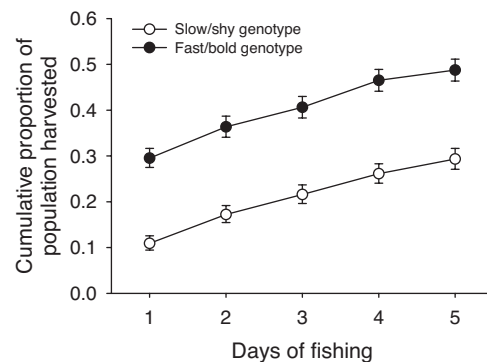 Slow/shy genotype
Fast/bold genotype
0.6
0.5
0.4
0.3
0.2
0.1
0.0
Cumulative proportion of
population harvested
1 2 3 4 5
Days of fishing